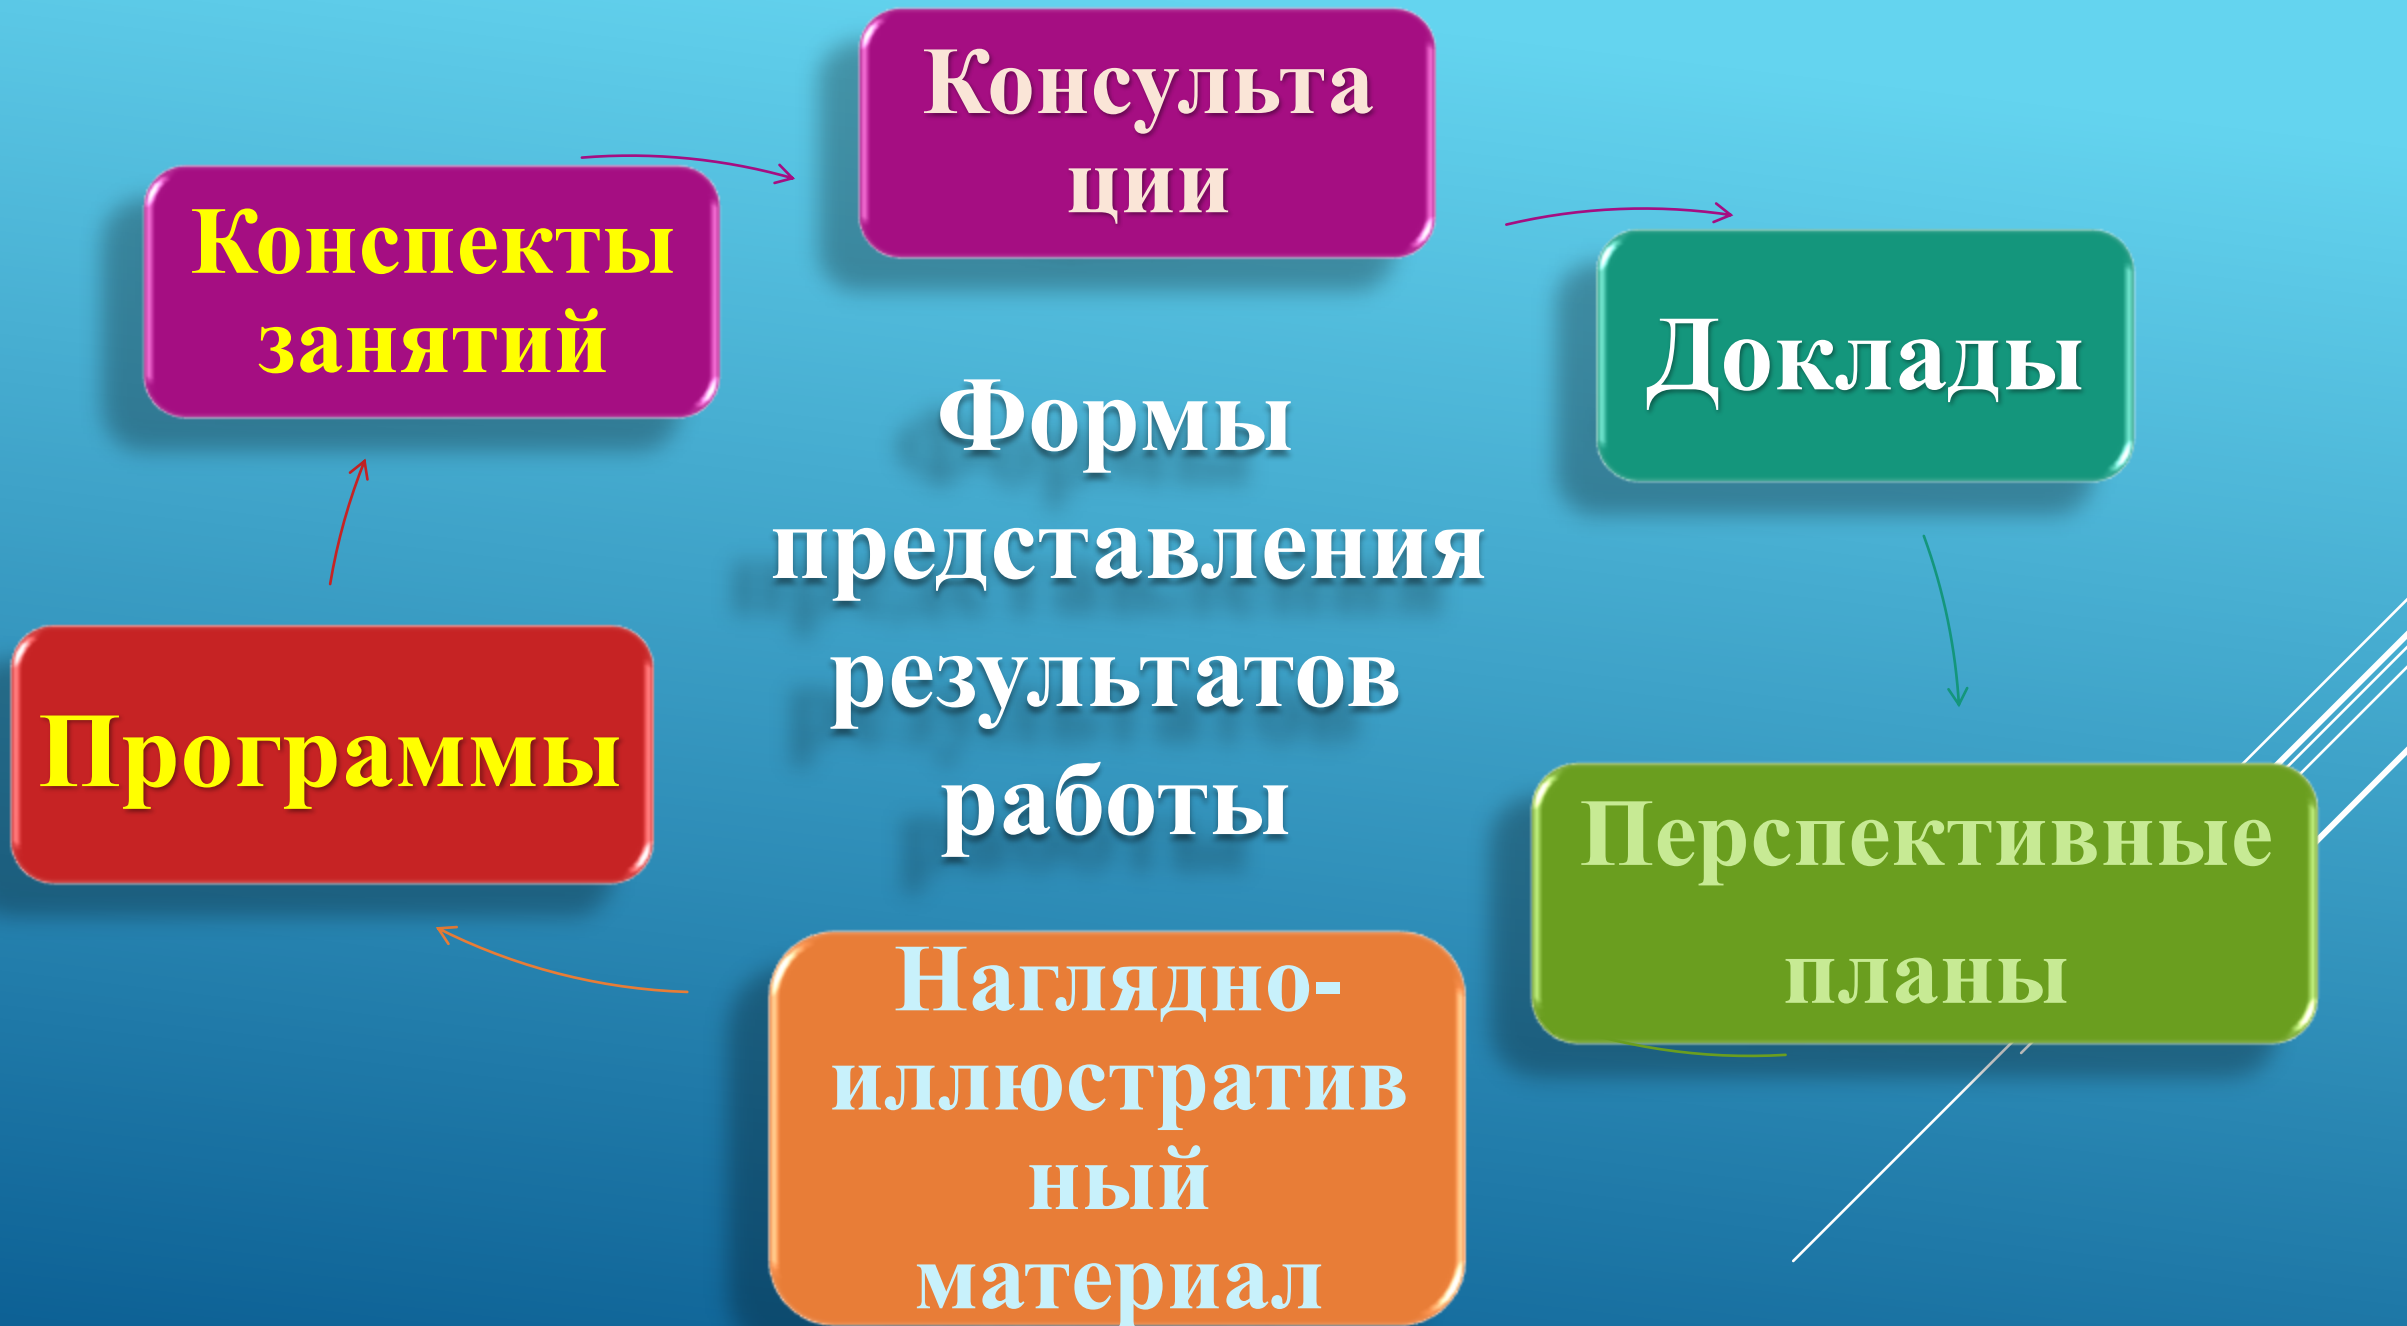 Консульта
ции
Конспекты
занятий
Доклады
Формы
представления
результатов
работы
Программы
Перспективные
планы
Наглядно-
иллюстратив
ный
материал